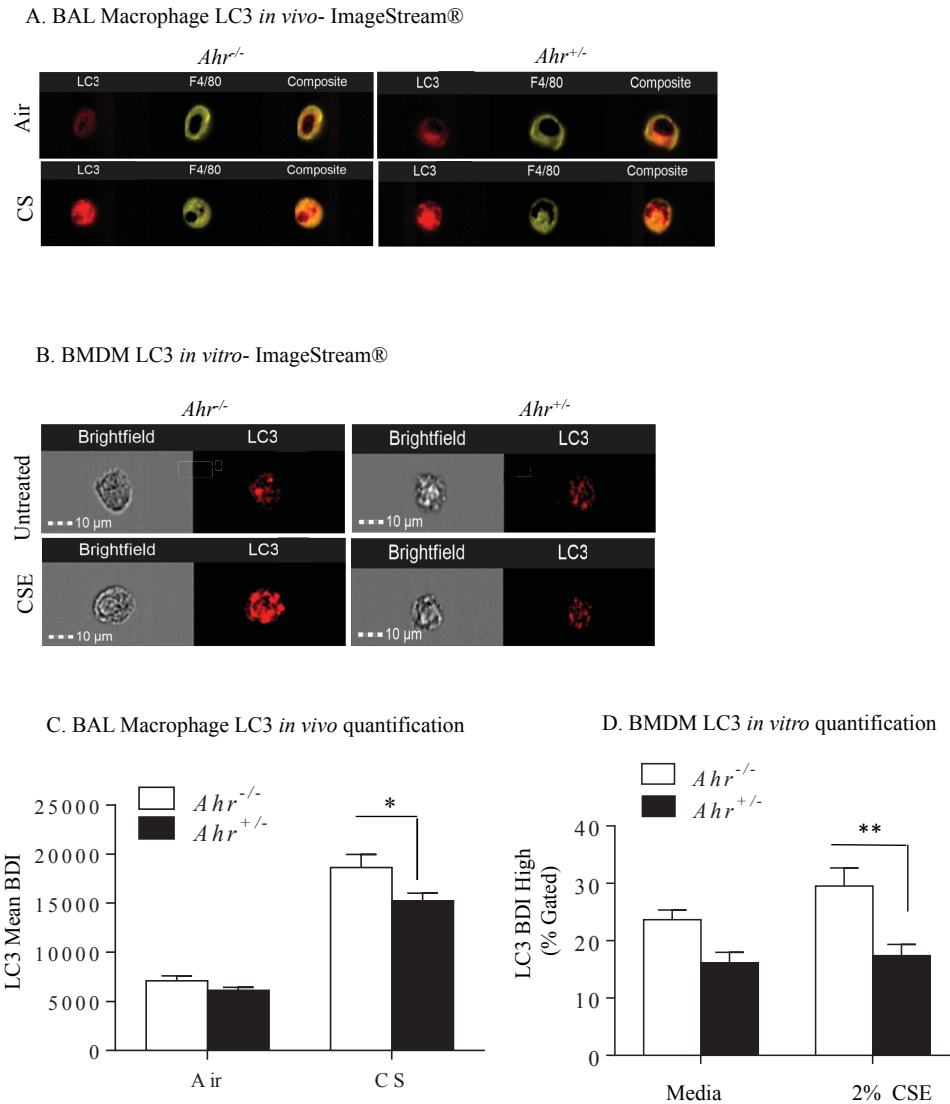 A. BAL Macrophage LC3 in vivo- ImageStream®
Ahr-/-
Ahr+/-
LC3 F4/80 Composite
LC3 F4/80 Composite
Air
LC3 F4/80 Composite
LC3 F4/80 Composite
CS
B. BMDM LC3 in vitro- ImageStream®
Ahr-/-
Ahr+/-
Brightfield LC3
Brightfield LC3
Untreated
10 µm
10 µm
Brightfield LC3
Brightfield LC3
CSE
10 µm
10 µm
C. BAL Macrophage LC3 in vivo quantification
Ahr-/-
Ahr+/-
LC3 Mean BDI
25000
20000
15000
10000
5000
0
*
Air
CS
D. BMDM LC3 in vitro quantification
Ahr-/-
Ahr+/-
LC3 BDI High
(% Gated)
40
30
20
10
0
**
Media
2% CSE